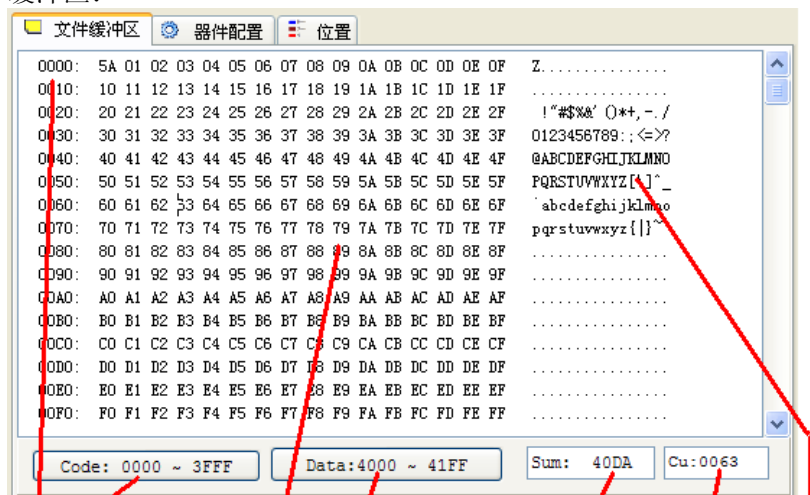 缓冲区:
文件缓冲区 器件配置 位置
0000: 5A 01 02 03 04 05 06 07 08 09 0A 0B 0C 0D 0E 0F Z...............
0010: 10 11 12 13 14 15 16 17 18 19 1A 1B 1C 1D 1E 1F ................
0020: 20 21 22 23 24 25 26 27 28 29 2A 2B 2C 2D 2E 2F !"#$%&'()*+,-./
0030: 30 31 32 33 34 35 36 37 38 39 3A 3B 3C 3D 3E 3F 0123456789:;<=>?
0040: 40 41 42 43 44 45 46 47 48 49 4A 4B 4C 4D 4E 4F @ABCDEFGHIJKLMNO
0050: 50 51 52 53 54 55 56 57 58 59 5A 5B 5C 5D 5E 5F PQRSTUVWXYZ[\]^_
0060: 60 61 62 63 64 65 66 67 68 69 6A 6B 6C 6D 6E 6F `abcdefghijklmno
0070: 70 71 72 73 74 75 76 77 78 79 7A 7B 7C 7D 7E 7F pqrstuvwxyz{|}~.
0080: 80 81 82 83 84 85 86 87 88 89 8A 8B 8C 8D 8E 8F ................
0090: 90 91 92 93 94 95 96 97 98 99 9A 9B 9C 9D 9E 9F ................
00A0: A0 A1 A2 A3 A4 A5 A6 A7 A8 A9 AA AB AC AD AE AF ................
00B0: B0 B1 B2 B3 B4 B5 B6 B7 B8 B9 BA BB BC BD BE BF ................
00C0: C0 C1 C2 C3 C4 C5 C6 C7 C8 C9 CA CB CC CD CE CF ................
00D0: D0 D1 D2 D3 D4 D5 D6 D7 D8 D9 DA DB DC DD DE DF ................
00E0: E0 E1 E2 E3 E4 E5 E6 E7 E8 E9 EA EB EC ED EE EF ................
00F0: F0 F1 F2 F3 F4 F5 F6 F7 F8 F9 FA FB FC FD FE FF ................
Code: 0000 ~ 3FFF Data:4000 ~ 41FF Sum: 40DA Cu:0063